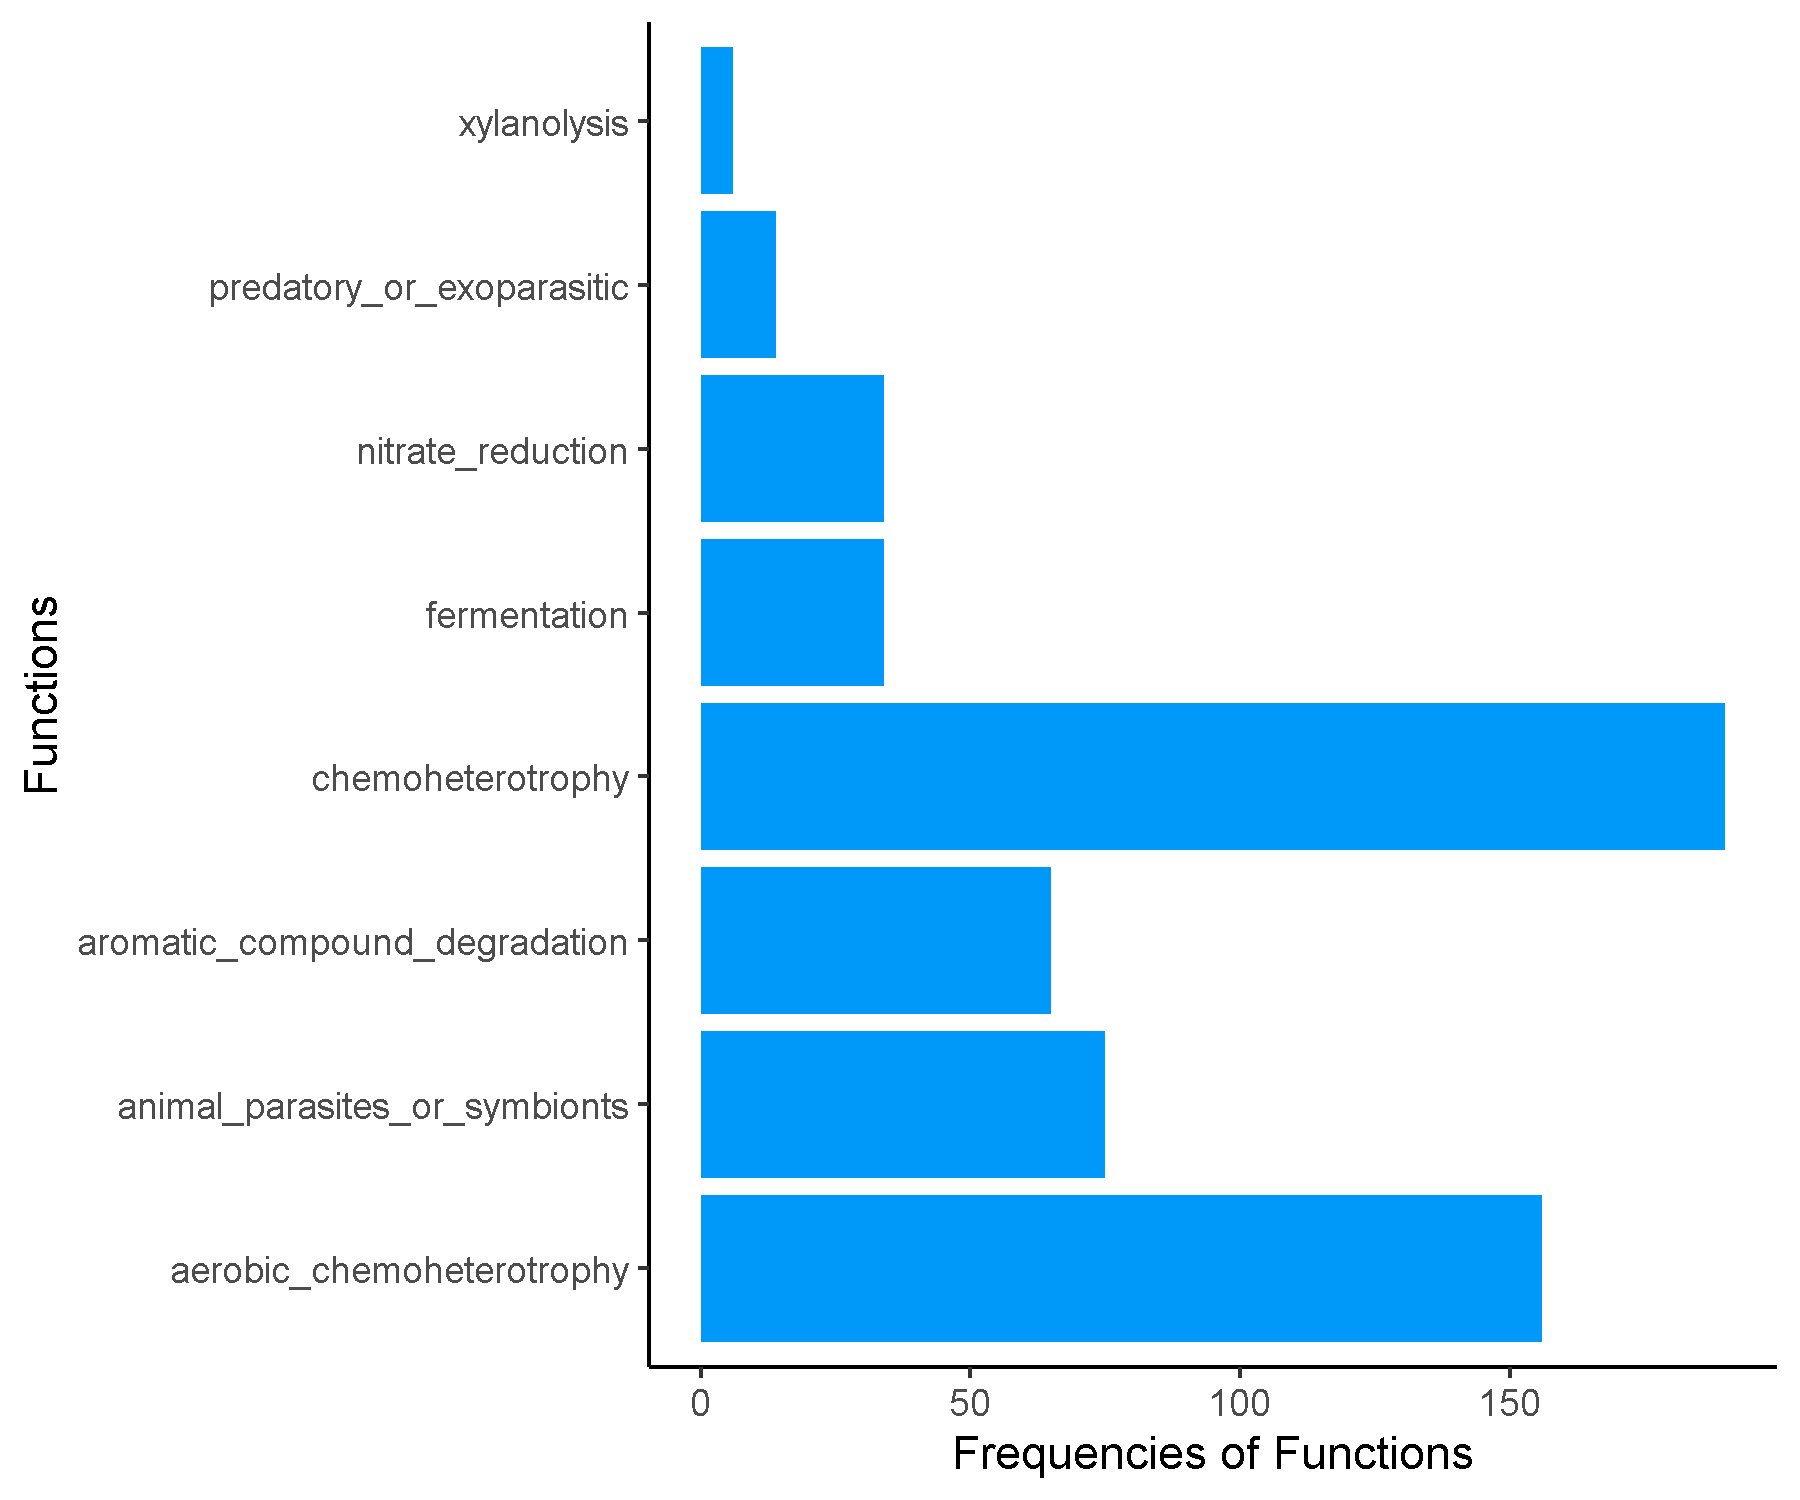 xylanolysis
predatory_or_exoparasitic
nitrate_reduction
fermentation
Functions
chemoheterotrophy
aromatic_compound_degradation
animal_parasites_or_symbionts
aerobic_chemoheterotrophy
0 50 100 150
Frequencies of Functions